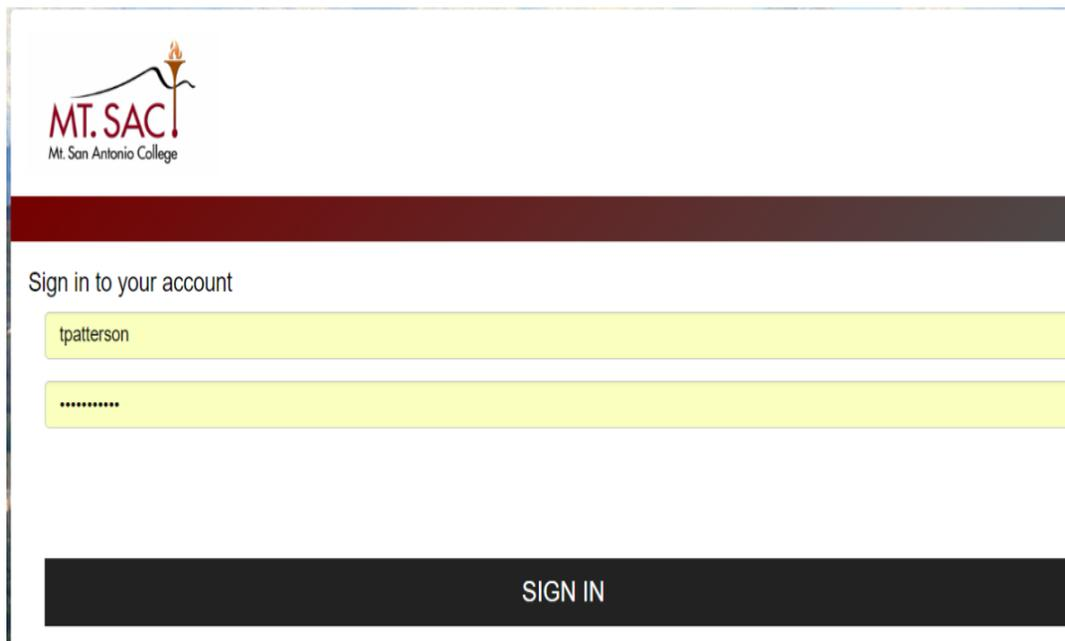 MT. SAC
Mt. San Antonio College
Sign in to your account
tpatterson
•••••••••••
SIGN IN